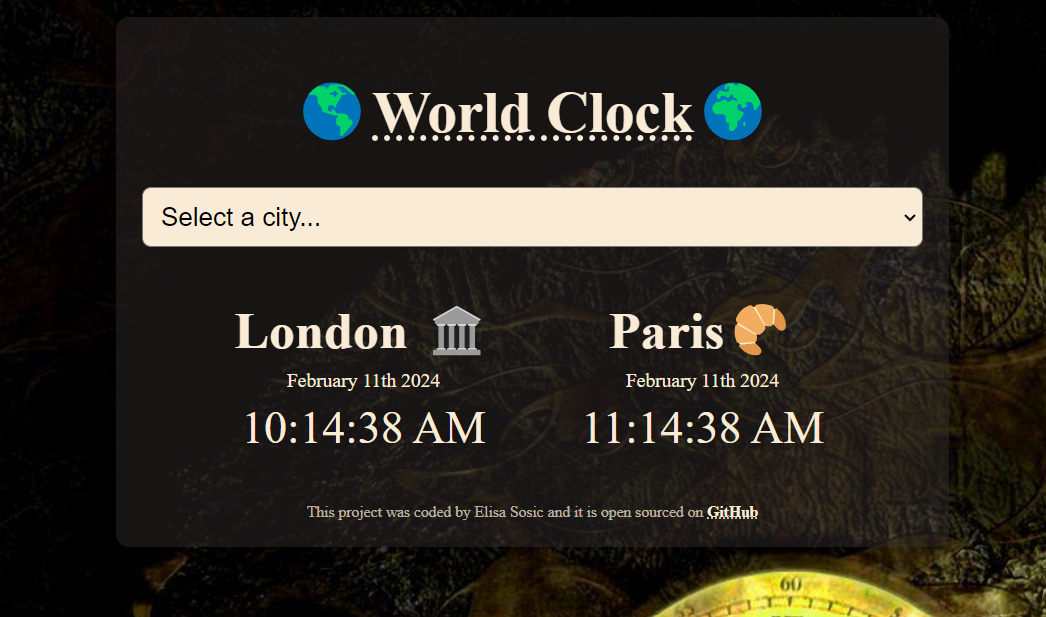 World Clock
Select a city...
London Paris
February 11th 2024 February 11th 2024
10:14:38 AM 11:14:38 AM
This project was coded by Elisa Sosic and it is open sourced on GitHub
60